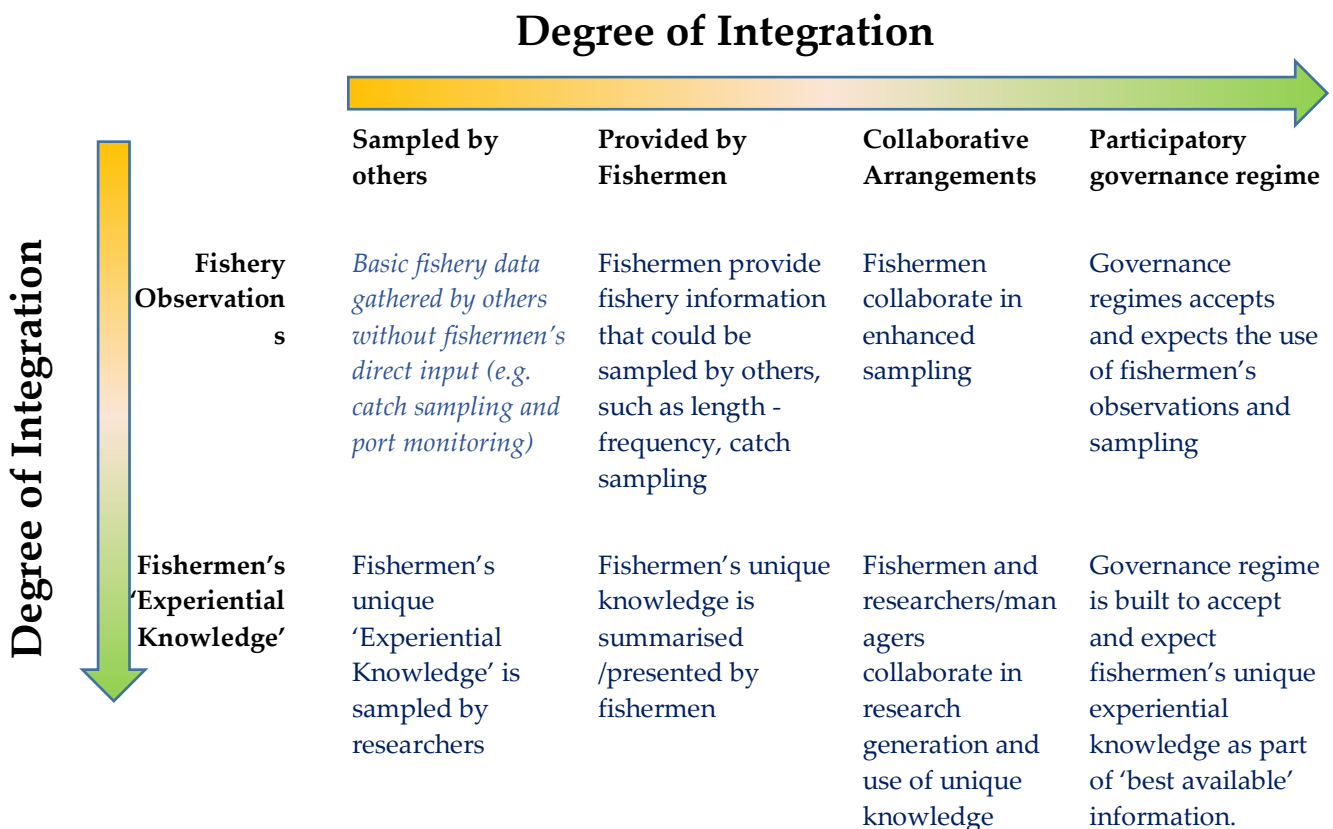 Degree of Integration
Degree of Integration
Sampled by
others
Provided by
Fishermen
Collaborative
Arrangements
Participatory
governance regime
Fishery
Observation
s
Basic fishery data
gathered by others
without fishermen’s
direct input (e.g.
catch sampling and
port monitoring)
Fishermen provide
fishery information
that could be
sampled by others,
such as length -
frequency, catch
sampling
Fishermen
collaborate in
enhanced
sampling
Governance
regimes accepts
and expects the use
of fishermen’s
observations and
sampling
Fishermen’s
‘Experiential
Knowledge’
Fishermen’s
unique
‘Experiential
Knowledge’ is
sampled by
researchers
Fishermen’s unique
knowledge is
summarised
/presented by
fishermen
Fishermen and
researchers/man
agers
collaborate in
research
generation and
use of unique
knowledge
Governance regime
is built to accept
and expect
fishermen’s unique
experiential
knowledge as part
of ‘best available’
information.